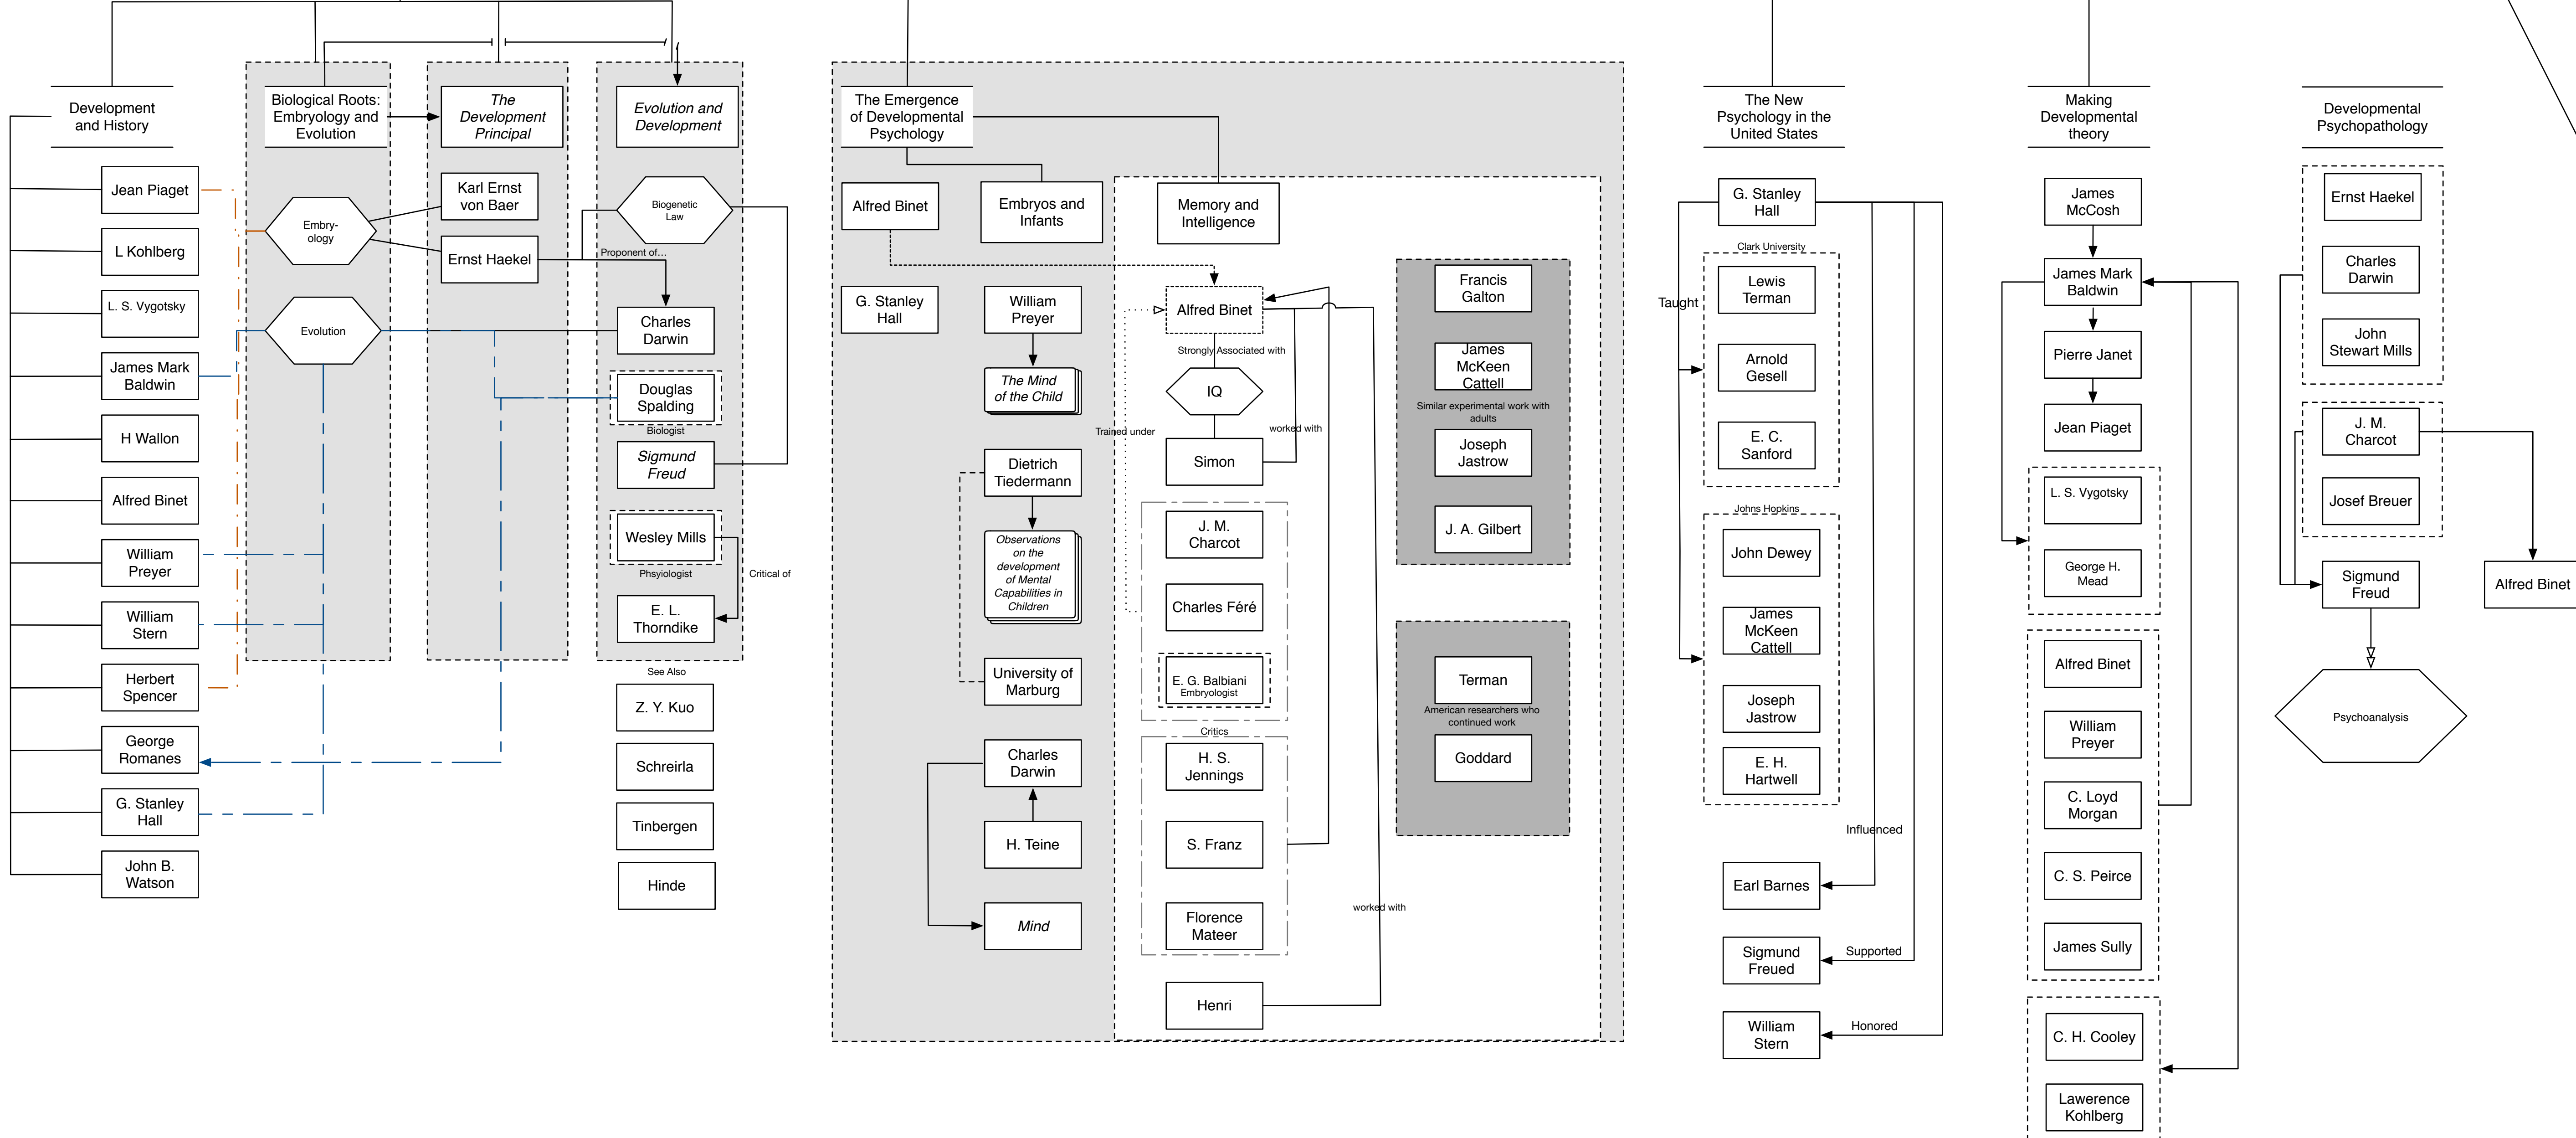 Development
and History
Jean Piaget
L Kohlberg
L. S. Vygotsky
James Mark
Baldwin
H Wallon
Alfred Binet
William
Preyer
William
Stern
Herbert
Spencer
George
Romanes
G. Stanley
Hall
John B.
Watson
Biological Roots:
Embryology and
Evolution
Embry-
ology
Evolution
The
Development
Principal
Karl Ernst
von Baer
Ernst Haekel
Proponent of...
Evolution and
Development
Biogenetic
Law
Charles
Darwin
Douglas
Spalding
Biologist
Sigmund
Freud
Wesley Mills
Phsyiologist
Critical of
E. L.
Thorndike
See Also
Z. Y. Kuo
Schreirla
Tinbergen
Hinde
The Emergence
of Developmental
Psychology
Alfred Binet
G. Stanley
Hall
Embryos and
Infants
William
Preyer
The Mind
of the Child
Dietrich
Tiedermann
Observations
on the
development
of Mental
Capabilities in
Children
University of
Marburg
Charles
Darwin
H. Teine
Mind
Memory and
Intelligence
Alfred Binet
Strongly Associated with
IQ
Trained under
worked with
Simon
J. M.
Charcot
Charles Féré
E. G. Balbiani
Embryologist
Critics
H. S.
Jennings
S. Franz
Florence
Mateer
Henri
worked with
Francis
Galton
James
McKeen
Cattell
Similar experimental work with
adults
Joseph
Jastrow
J. A. Gilbert
Terman
American researchers who
continued work
Goddard
The New
Psychology in the
United States
G. Stanley
Hall
Clark University
Taught
Lewis
Terman
Arnold
Gesell
E. C.
Sanford
Johns Hopkins
John Dewey
James
McKeen
Cattell
Joseph
Jastrow
E. H.
Hartwell
Influenced
Earl Barnes
Supported
Sigmund
Freued
Honored
William
Stern
Making
Developmental
theory
James
McCosh
James Mark
Baldwin
Pierre Janet
Jean Piaget
L. S. Vygotsky
George H.
Mead
Alfred Binet
William
Preyer
C. Loyd
Morgan
C. S. Peirce
James Sully
C. H. Cooley
Lawerence
Kohlberg
Developmental
Psychopathology
Ernst Haekel
Charles
Darwin
John
Stewart Mills
J. M.
Charcot
Josef Breuer
Sigmund
Freud
Alfred Binet
Psychoanalysis